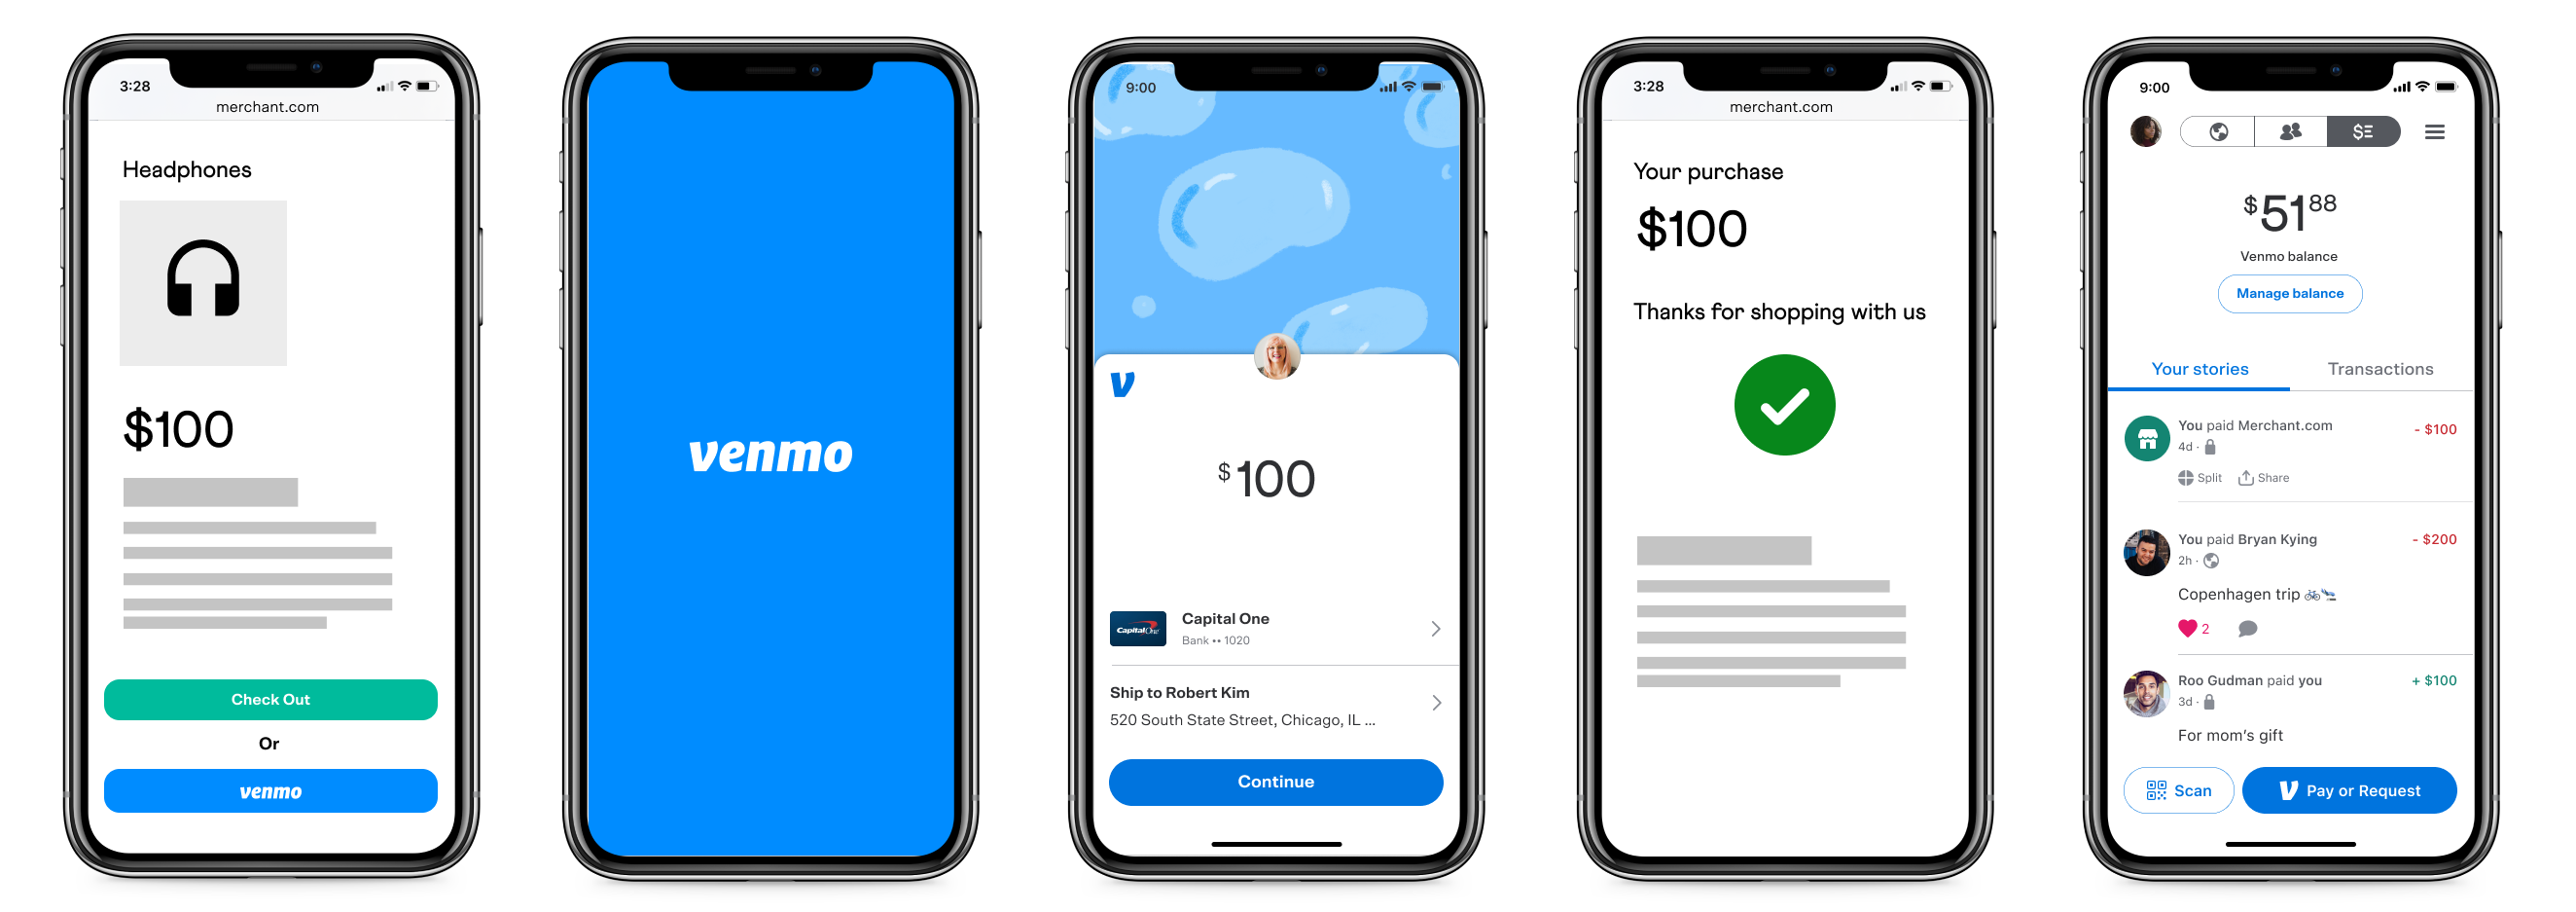 3:28
merchant.com
Headphones
$100
Check Out
Or
venmo
venmo
9:00
v
$100
Capital One
Capital One
Bank •• 1020
Ship to Robert Kim
520 South State Street, Chicago, IL ...
Continue
3:28
merchant.com
Your purchase
$100
Thanks for shopping with us
9:00
$
$51 88
Venmo balance
Manage balance
Your stories Transactions
You paid Merchant.com - $100
4d ·
Split Share
You paid Bryan Kying - $200
2h ·
Copenhagen trip 
2
Roo Gudman paid you + $100
3d ·
For mom's gift
Scan V Pay or Request